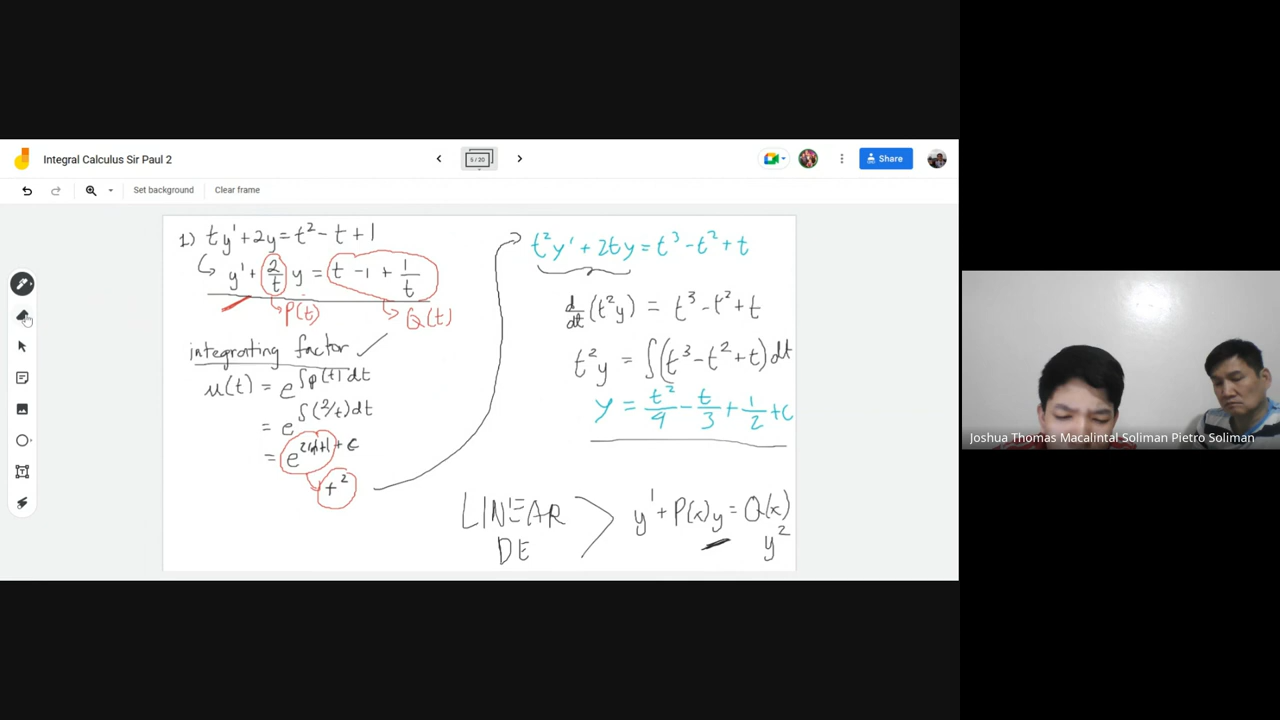 Integral Calculus Sir Paul 2
5 / 20
Share
Set background
Clear frame
1) ty' + 2y = t² - t + 1
y' + 2/t y = t - 1 + 1/t
P(t)
Q(t)
integrating factor
u(t) = e^∫p(t)dt
= e^∫(2/t)dt
= e^2ln|t| + c
t²
t²y' + 2ty = t³ - t² + t
d/dt (t²y) = t³ - t² + t
t²y = ∫(t³ - t² + t)dt
y = t²/4 - t/3 + 1/2 + C
LINEAR
DE
y' + P(x)y = Q(x)
y²
Joshua Thomas Macalintal Soliman Pietro Soliman